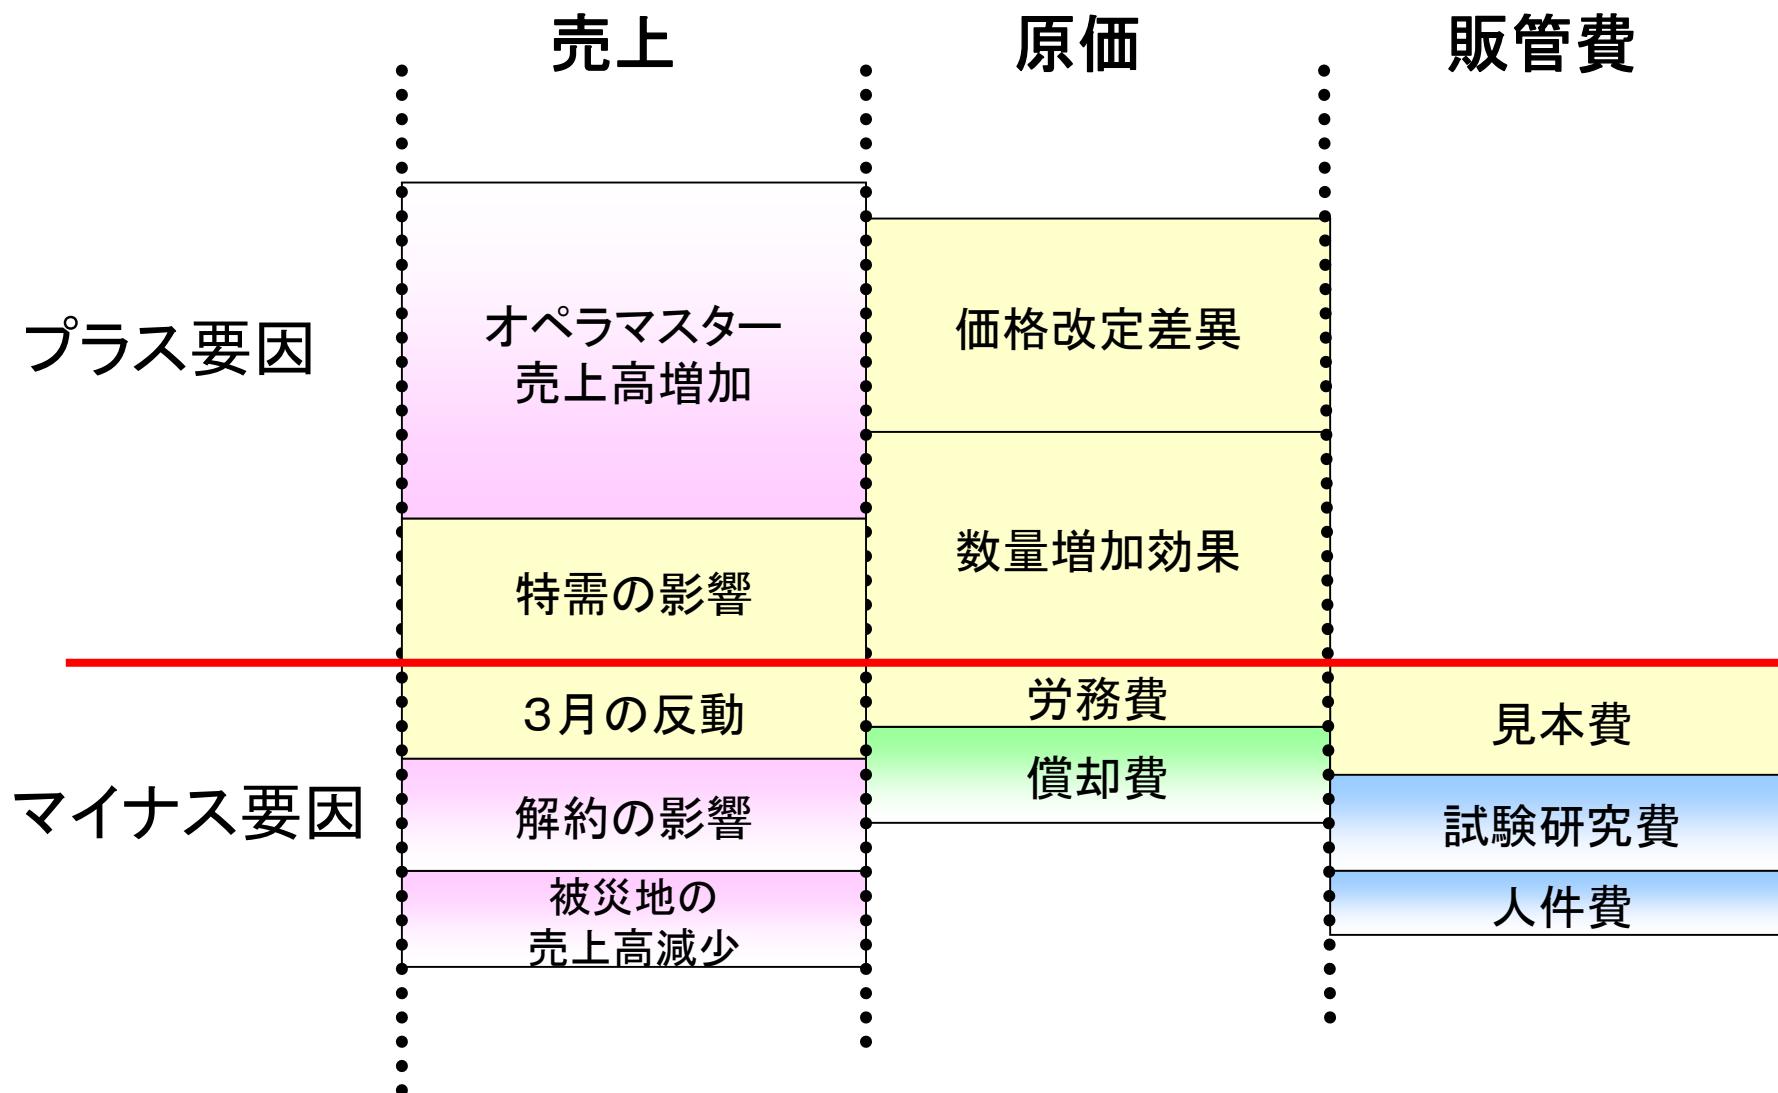 売上
原価
販管費
プラス要因
オペラマスター
売上高増加
価格改定差異
数量増加効果
特需の影響
マイナス要因
３月の反動
労務費
見本費
解約の影響
償却費
試験研究費
被災地の
売上高減少
人件費